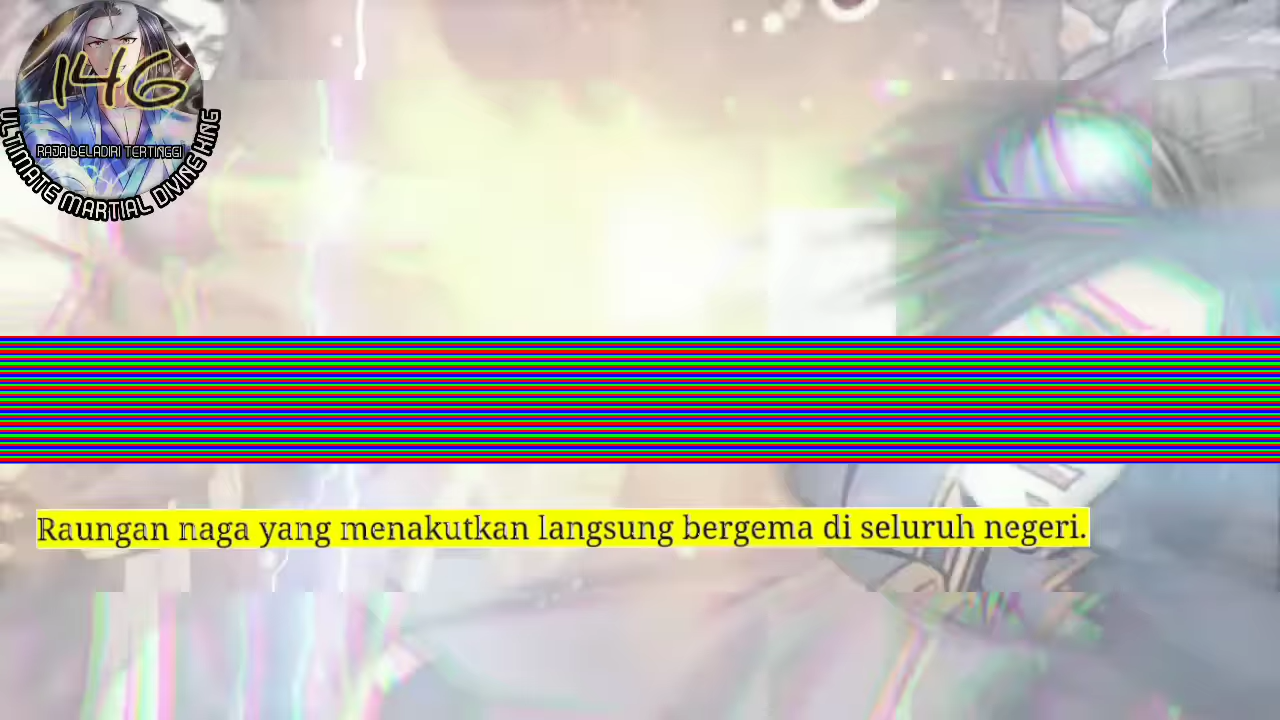 146
RAJA BELADIRI TERTINGGI
ULTIMATE MARTIAL DIVINE KING
Raungan naga yang menakutkan langsung bergema di seluruh negeri.